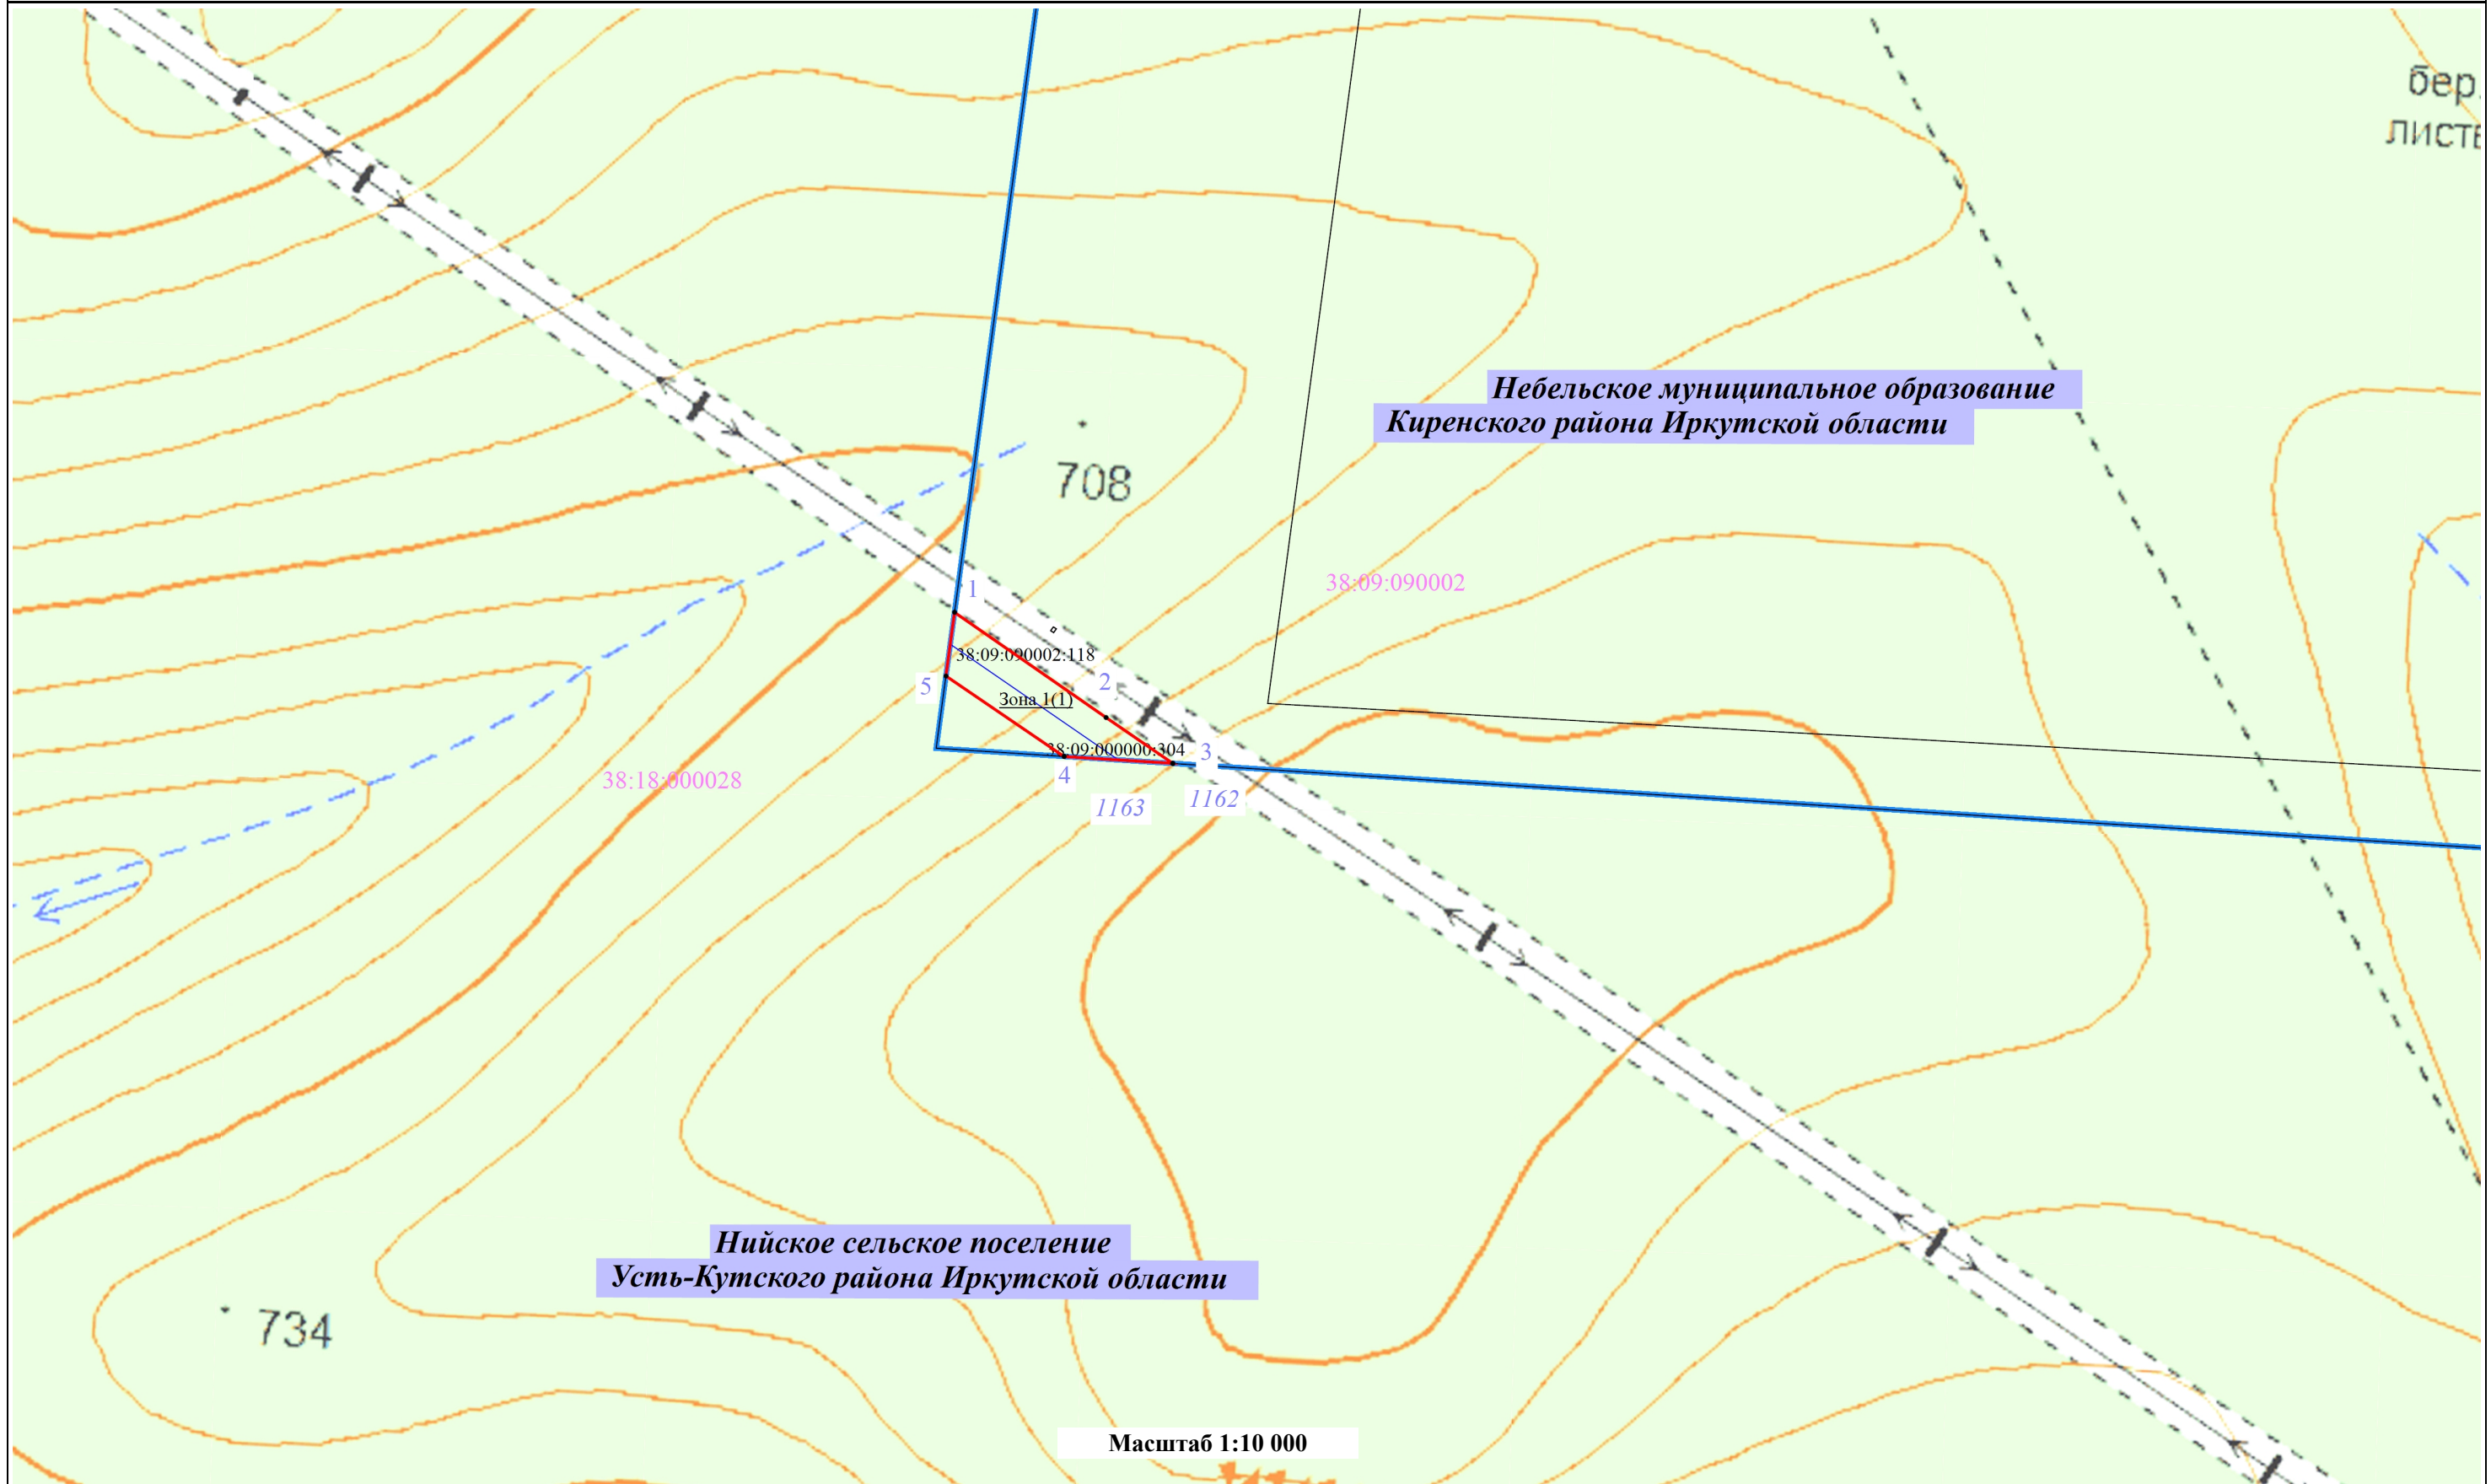 бер.
708
Небельское муниципальное образование
Киренского района Иркутской области
38:09:090002
1
38:09:090002:118
2
5
Зона 1(1)
38:09:000000:304
3
4
38:18:000028
1163
1162
Нийское сельское поселение
Усть-Кутского района Иркутской области
734
Масштаб 1:10 000